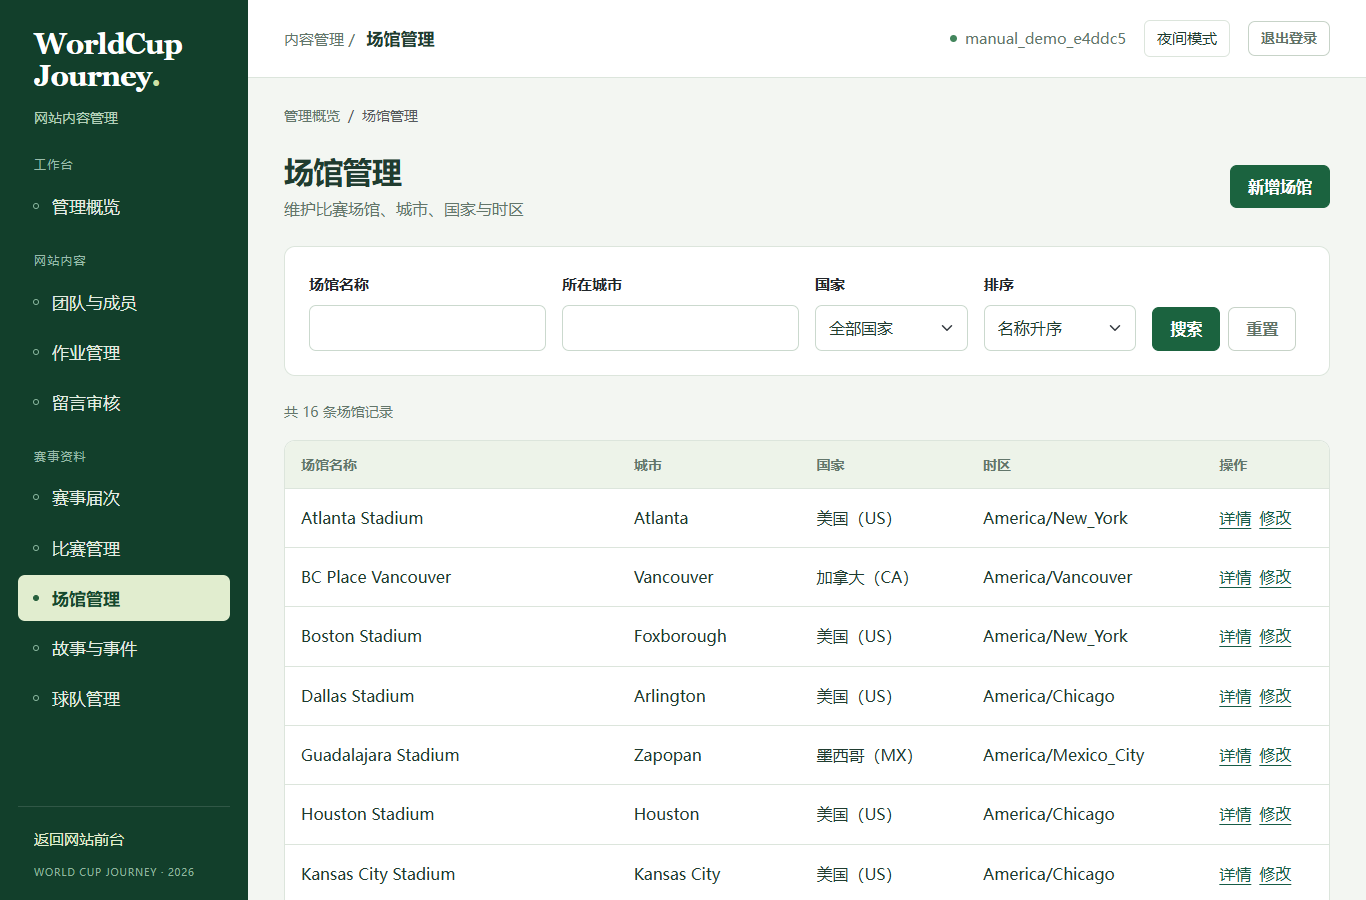 WorldCup
Journey.
网站内容管理
工作台
管理概览
网站内容
团队与成员
作业管理
留言审核
赛事资料
赛事届次
比赛管理
场馆管理
故事与事件
球队管理
返回网站前台
WORLD CUP JOURNEY · 2026
内容管理 / 场馆管理
manual_demo_e4ddc5
夜间模式
退出登录
管理概览 / 场馆管理
场馆管理
维护比赛场馆、城市、国家与时区
新增场馆
场馆名称 所在城市 国家 排序
全部国家 名称升序 搜索 重置
共 16 条场馆记录
场馆名称 城市 国家 时区 操作
Atlanta Stadium Atlanta 美国（US） America/New_York 详情 修改
BC Place Vancouver Vancouver 加拿大（CA） America/Vancouver 详情 修改
Boston Stadium Foxborough 美国（US） America/New_York 详情 修改
Dallas Stadium Arlington 美国（US） America/Chicago 详情 修改
Guadalajara Stadium Zapopan 墨西哥（MX） America/Mexico_City 详情 修改
Houston Stadium Houston 美国（US） America/Chicago 详情 修改
Kansas City Stadium Kansas City 美国（US） America/Chicago 详情 修改